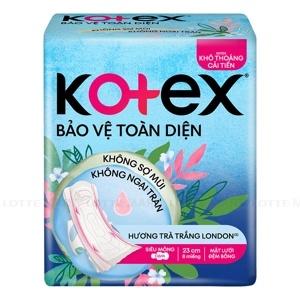 KHÔ THOÁNG
CẢI TIẾN
Kotex
BẢO VỆ TOÀN DIỆN
KHÔNG SỢ MÙI
KHÔNG NGẠI TRÀN
HƯƠNG TRÀ TRẮNG LONDON
SIÊU MỎNG
23 cm
8 miếng
MẶT LƯỚI
ĐỆM BÔNG